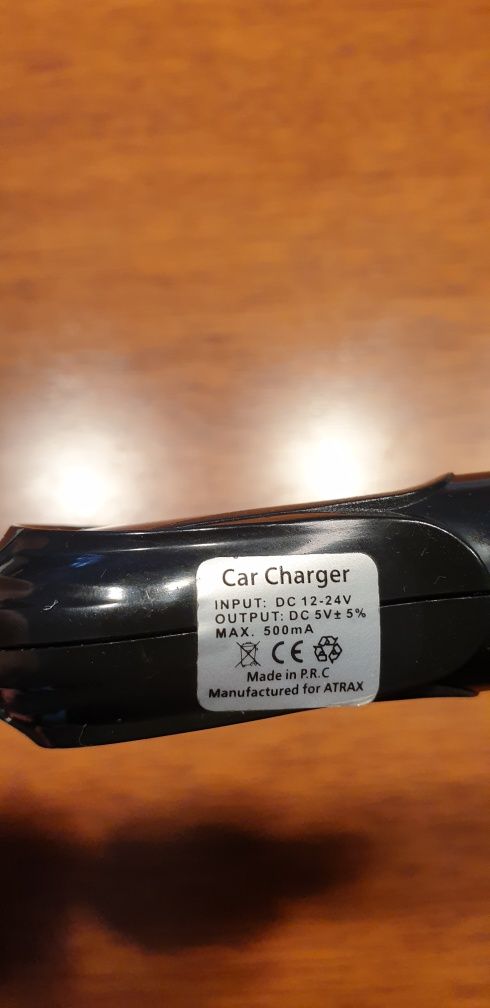 Car Charger
INPUT: DC 12-24V
OUTPUT: DC 5V± 5%
MAX. 500mA
CE
Made in P.R.C
Manufactured for ATRAX